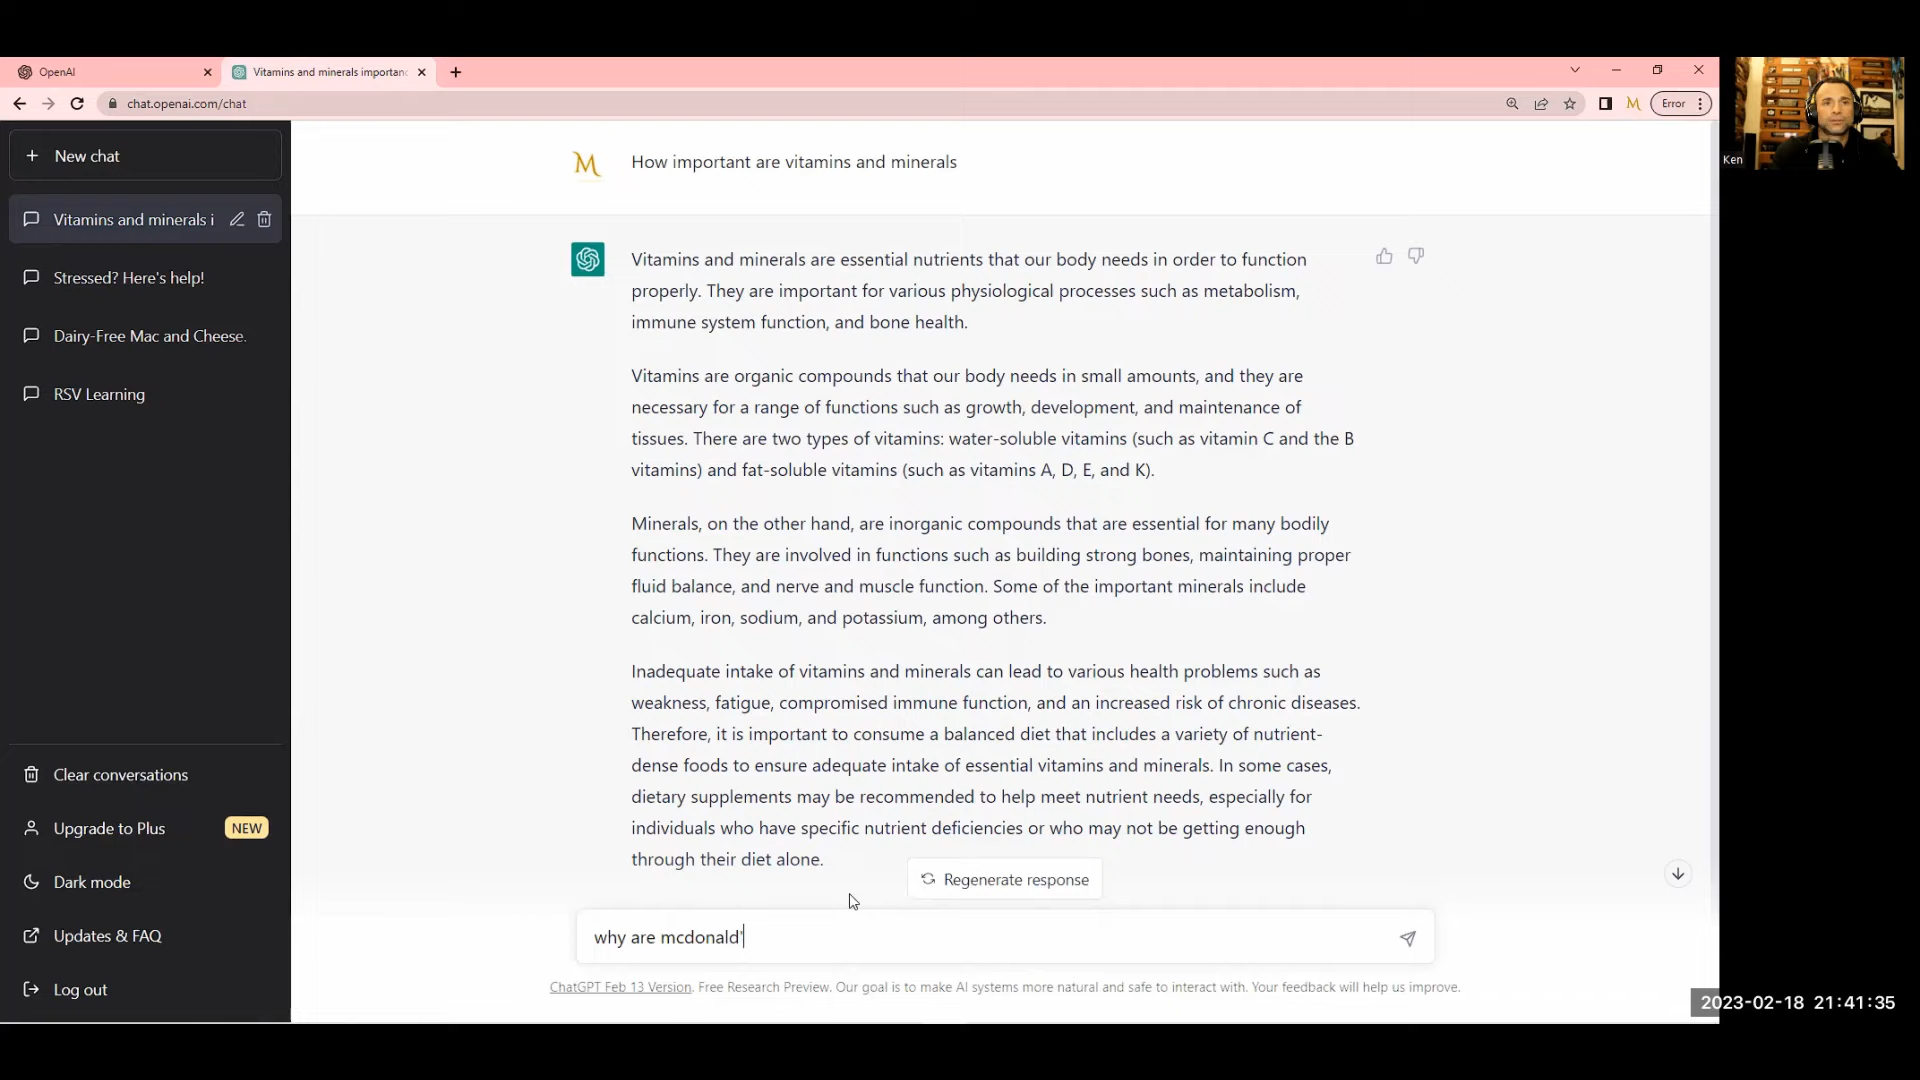 OpenAI
Vitamins and minerals importanc
chat.openai.com/chat
Error
Ken
New chat
Vitamins and minerals i
Stressed? Here's help!
Dairy-Free Mac and Cheese.
RSV Learning
Clear conversations
Upgrade to Plus NEW
Dark mode
Updates & FAQ
Log out
M How important are vitamins and minerals
Vitamins and minerals are essential nutrients that our body needs in order to function
properly. They are important for various physiological processes such as metabolism,
immune system function, and bone health.
Vitamins are organic compounds that our body needs in small amounts, and they are
necessary for a range of functions such as growth, development, and maintenance of
tissues. There are two types of vitamins: water-soluble vitamins (such as vitamin C and the B
vitamins) and fat-soluble vitamins (such as vitamins A, D, E, and K).
Minerals, on the other hand, are inorganic compounds that are essential for many bodily
functions. They are involved in functions such as building strong bones, maintaining proper
fluid balance, and nerve and muscle function. Some of the important minerals include
calcium, iron, sodium, and potassium, among others.
Inadequate intake of vitamins and minerals can lead to various health problems such as
weakness, fatigue, compromised immune function, and an increased risk of chronic diseases.
Therefore, it is important to consume a balanced diet that includes a variety of nutrient-
dense foods to ensure adequate intake of essential vitamins and minerals. In some cases,
dietary supplements may be recommended to help meet nutrient needs, especially for
individuals who have specific nutrient deficiencies or who may not be getting enough
through their diet alone.
Regenerate response
why are mcdonald'
ChatGPT Feb 13 Version. Free Research Preview. Our goal is to make AI systems more natural and safe to interact with. Your feedback will help us improve.
2023-02-18 21:41:35